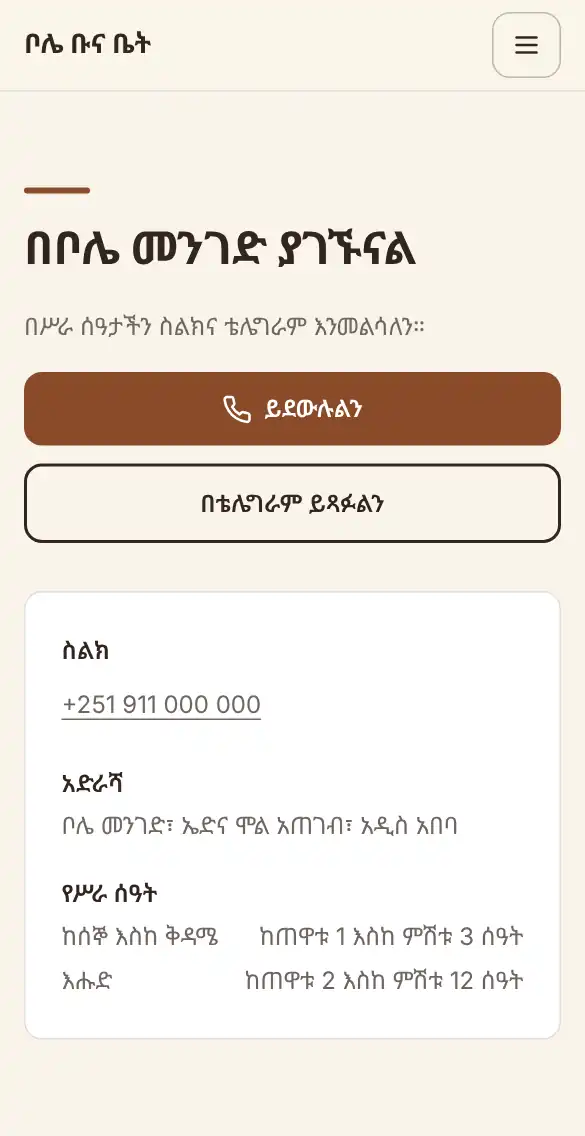 ቦሌ ቡና ቤት
በቦሌ መንገድ ያገኙናል
በሥራ ሰዓታችን ስልክና ቴሌግራም እንመልሳለን።
ይደውሉልን
በቴሌግራም ይጻፉልን
ስልክ
+251 911 000 000
አድራሻ
ቦሌ መንገድ፣ ኤድና ሞል አጠገብ፣ አዲስ አበባ
የሥራ ሰዓት
ከሰኞ እስከ ቅዳሜ ከጠዋቱ 1 እስከ ምሽቱ 3 ሰዓት
እሑድ ከጠዋቱ 2 እስከ ምሽቱ 12 ሰዓት